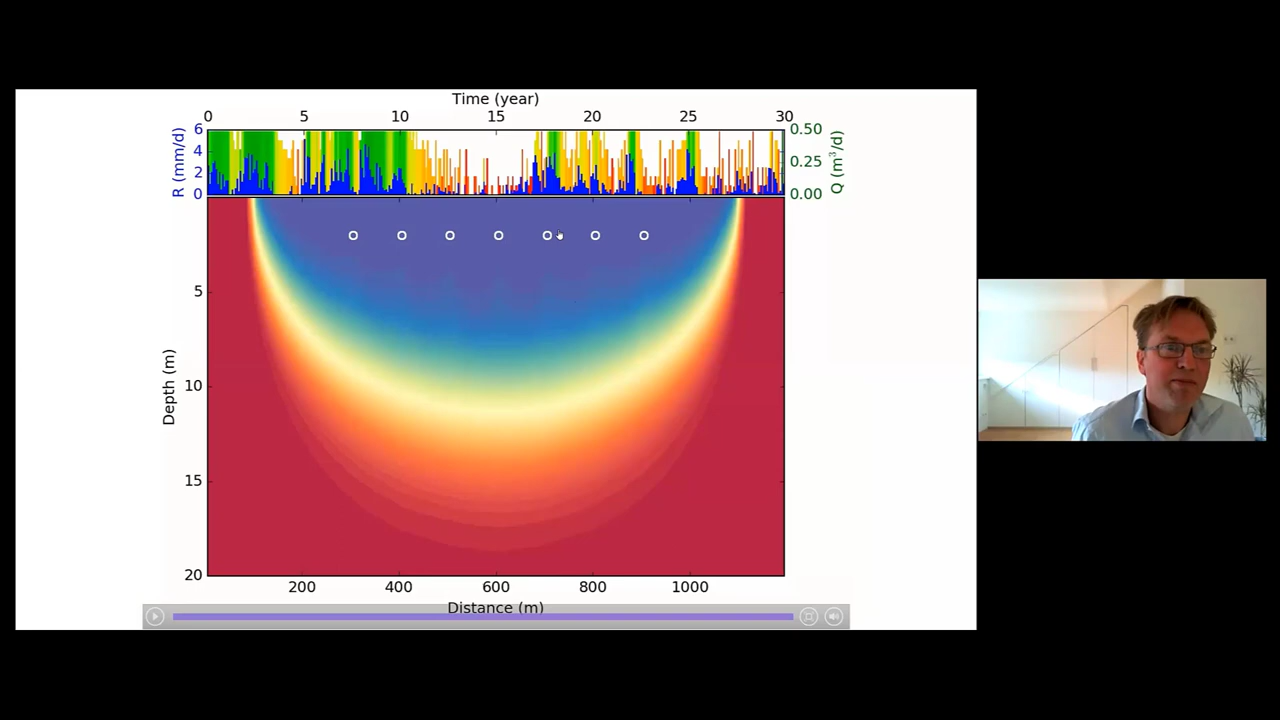 Time (year)
0 5 10 15 20 25 30
6 0.50
4
2 0.25
0 0.00
R (mm/d)
Q (m³/d)
5
10
15
20
Depth (m)
200 400 600 800 1000
Distance (m)